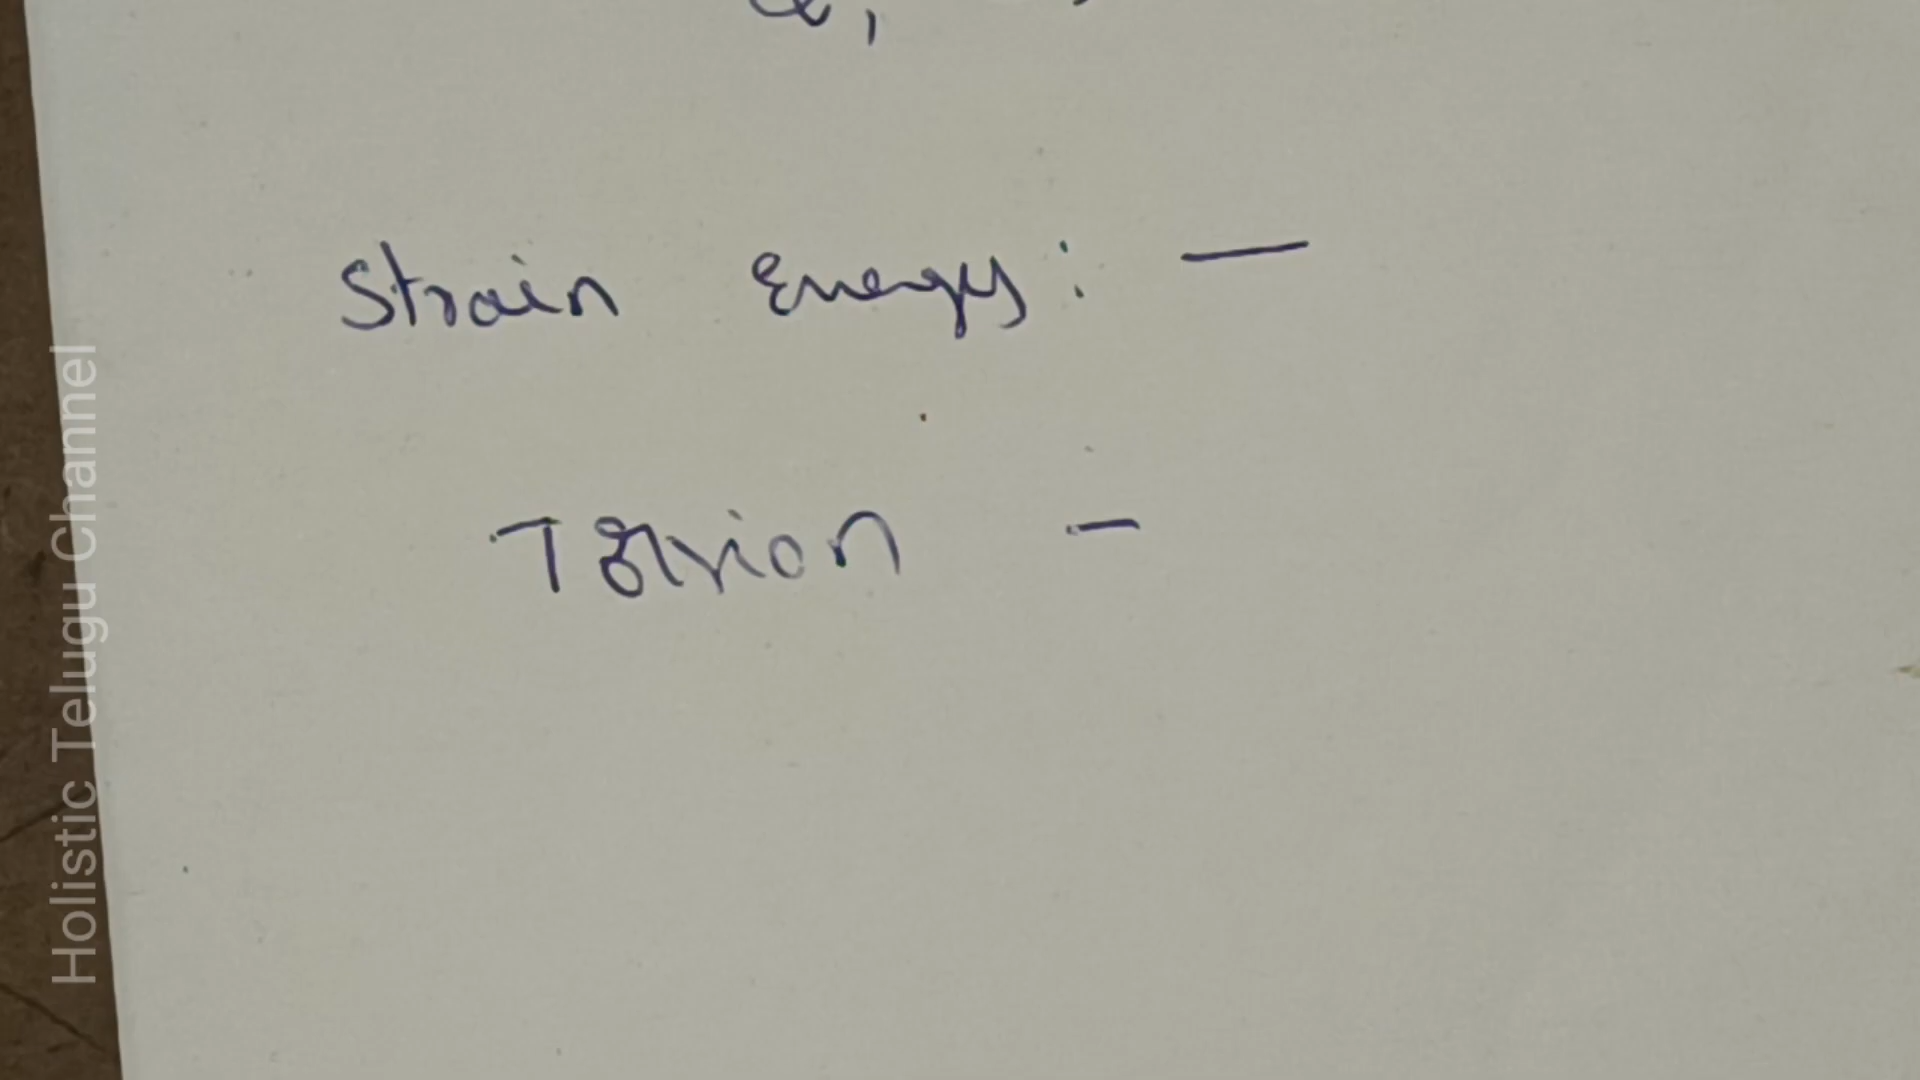 Strain Energy: —
Torsion -
Holistic Telugu Channel